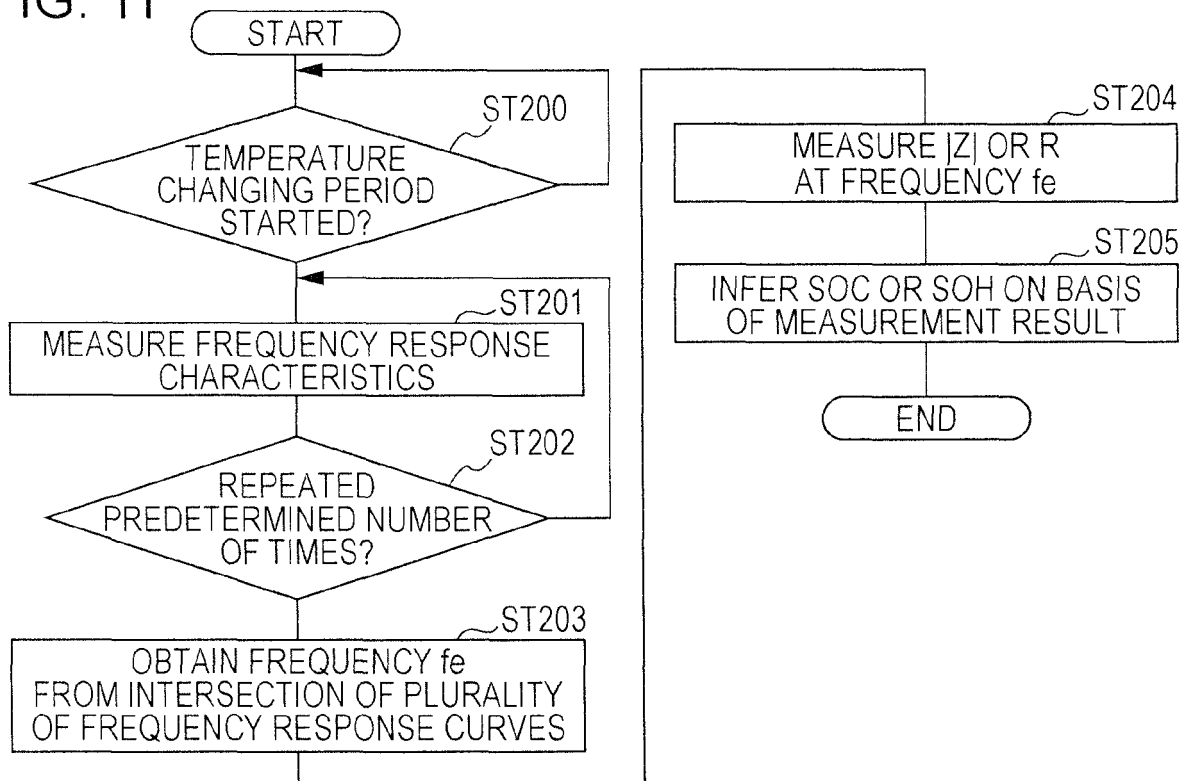 IG. 11
START
ST200
TEMPERATURE
CHANGING PERIOD
STARTED?
ST201
MEASURE FREQUENCY RESPONSE
CHARACTERISTICS
ST202
REPEATED
PREDETERMINED NUMBER
OF TIMES?
ST203
OBTAIN FREQUENCY fe
FROM INTERSECTION OF PLURALITY
OF FREQUENCY RESPONSE CURVES
ST204
MEASURE |Z| OR R
AT FREQUENCY fe
ST205
INFER SOC OR SOH ON BASIS
OF MEASUREMENT RESULT
END